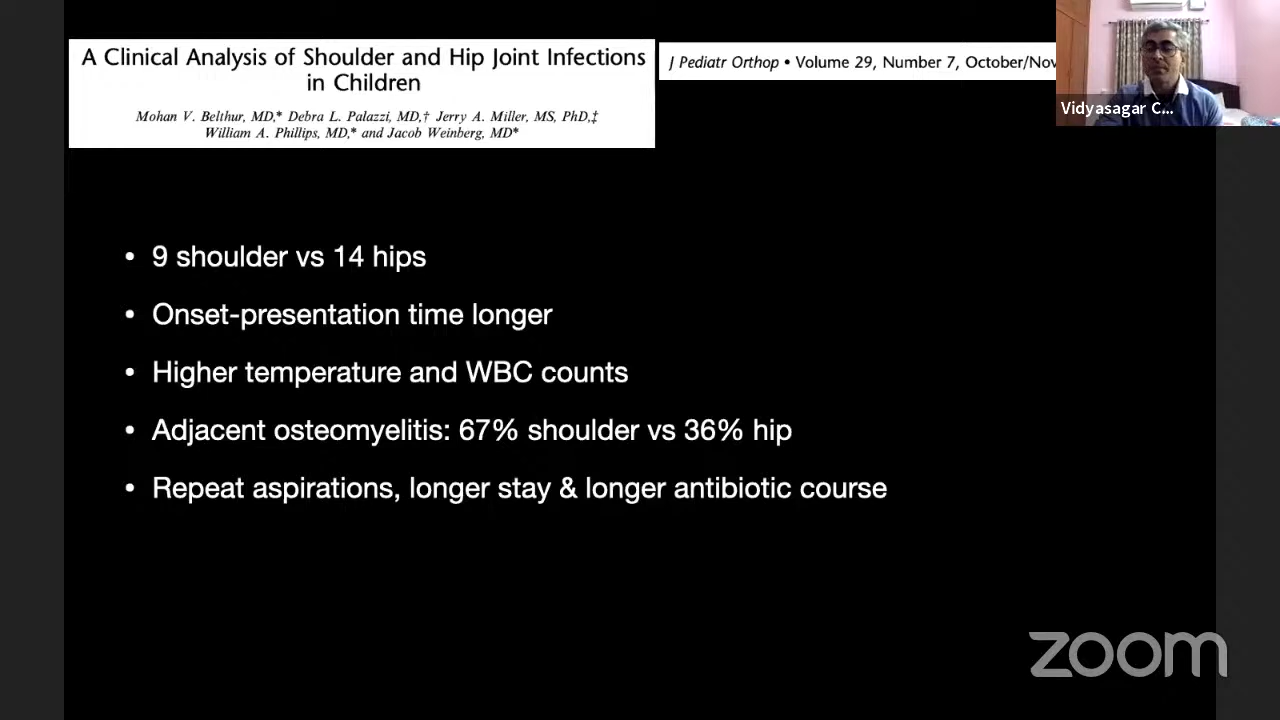 A Clinical Analysis of Shoulder and Hip Joint Infections
in Children
Mohan V. Belthur, MD,* Debra L. Palazzi, MD,† Jerry A. Miller, MS, PhD,‡
William A. Phillips, MD,* and Jacob Weinberg, MD*
J Pediatr Orthop • Volume 29, Number 7, October/Nov
Vidyasagar C...
• 9 shoulder vs 14 hips
• Onset-presentation time longer
• Higher temperature and WBC counts
• Adjacent osteomyelitis: 67% shoulder vs 36% hip
• Repeat aspirations, longer stay & longer antibiotic course
zoom